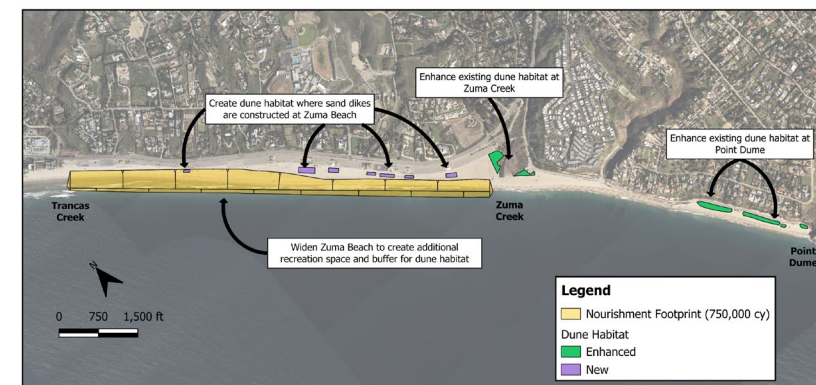 Enhance existing dune habitat at
Zuma Creek
Create dune habitat where sand dikes
are constructed at Zuma Beach
Enhance existing dune habitat at
Point Dume
Trancas
Creek
Zuma
Creek
Point
Dume
Widen Zuma Beach to create additional
recreation space and buffer for dune habitat
N
0 750 1,500 ft
Legend
Nourishment Footprint (750,000 cy)
Dune Habitat
Enhanced
New